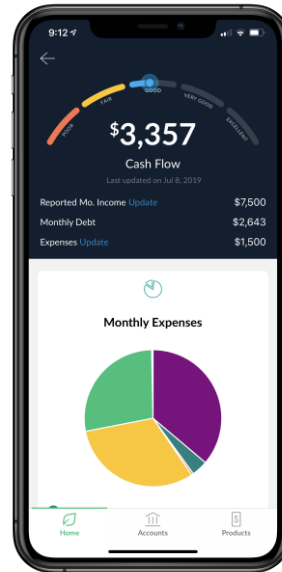 9:12
POOR
FAIR
GOOD
VERY GOOD
EXCELLENT
$3,357
Cash Flow
Last updated on Jul 8, 2019
Reported Mo. Income Update $7,500
Monthly Debt $2,643
Expenses Update $1,500
Monthly Expenses
Home Accounts Products